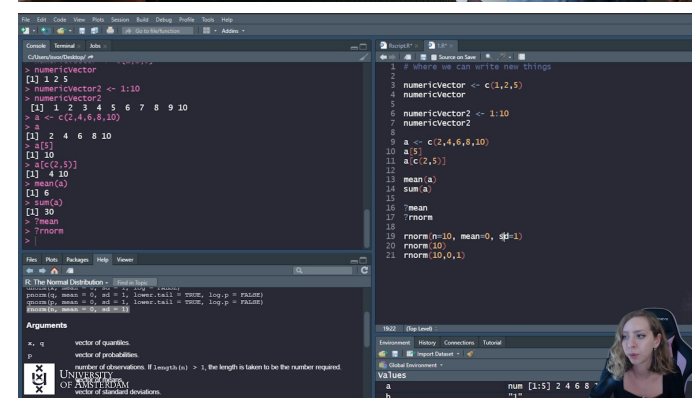 File Edit Code View Plots Session Build Debug Profile Tools Help
Go to file/function Addins
Console Terminal × Jobs ×
C:/Users/ivor/Desktop/
> numericVector
[1] 1 2 5
> numericVector2 <- 1:10
> numericVector2
[1] 1 2 3 4 5 6 7 8 9 10
> a <- c(2,4,6,8,10)
> a
[1] 2 4 6 8 10
> a[5]
[1] 10
> a[c(2,5)]
[1] 4 10
> mean(a)
[1] 6
> sum(a)
[1] 30
> ?mean
> ?rnorm
>
Files Plots Packages Help Viewer
R: The Normal Distribution Find in Topic
pnorm(q, mean = 0, sd = 1, lower.tail = TRUE, log.p = FALSE)
qnorm(p, mean = 0, sd = 1, lower.tail = TRUE, log.p = FALSE)
rnorm(n, mean = 0, sd = 1)
Arguments
x, q vector of quantiles.
p vector of probabilities.
number of observations. If length(n) > 1, the length is taken to be the number required.
vector of standard deviations.
UNIVERSITY
OF AMSTERDAM
Rscript.R* × 1.R* ×
Source on Save
1 # Where we can write new things
2
3 numericVector <- c(1,2,5)
4 numericVector
5
6 numericVector2 <- 1:10
7 numericVector2
8
9 a <- c(2,4,6,8,10)
10 a[5]
11 a[c(2,5)]
12
13 mean(a)
14 sum(a)
15
16 ?mean
17 ?rnorm
18
19 rnorm(n=10, mean=0, sd=1)
20 rnorm(10)
21 rnorm(10,0,1)
19:22 (Top Level)
Environment History Connections Tutorial
Import Dataset
Global Environment
Values
a num [1:5] 2 4 6 8
b "1"